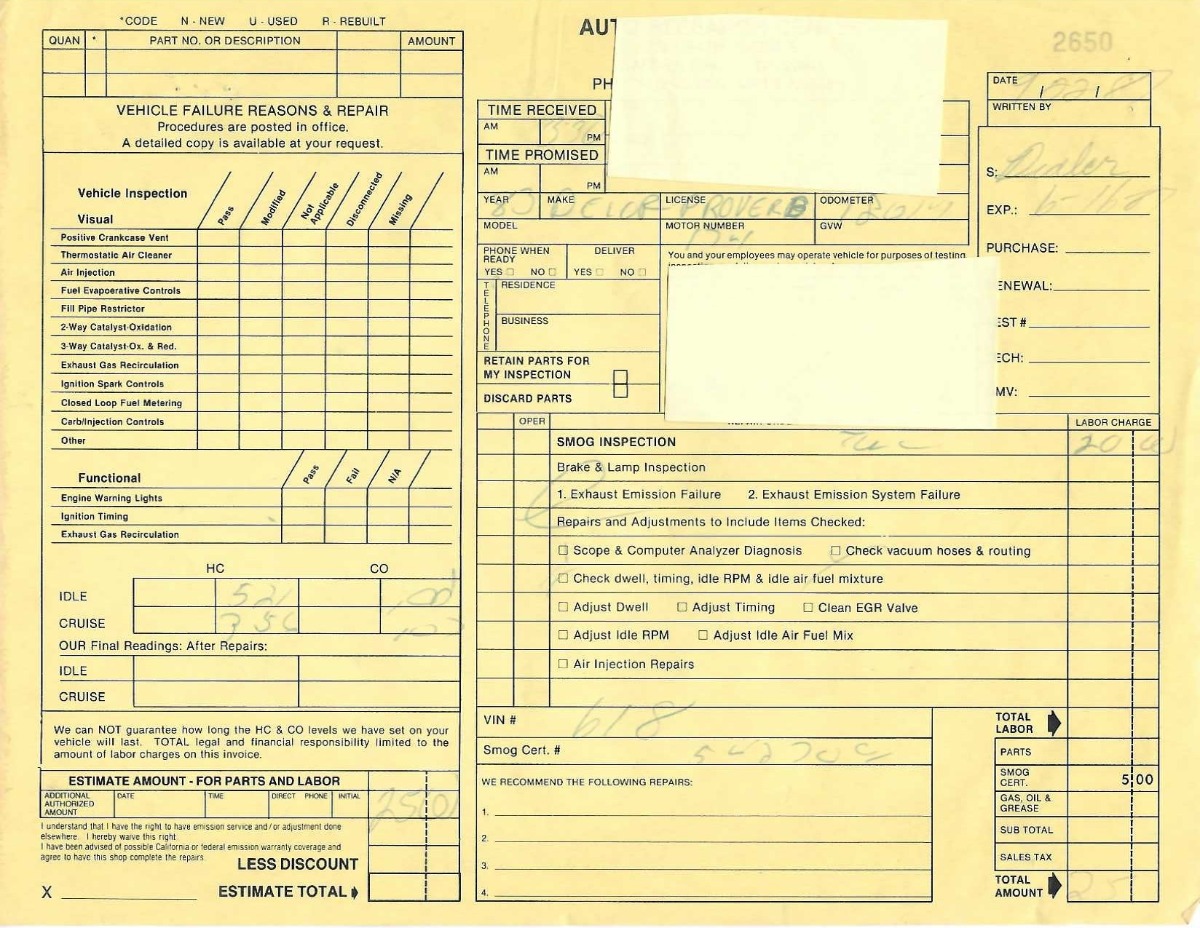 *CODE N - NEW U - USED R - REBUILT
QUAN * PART NO. OR DESCRIPTION AMOUNT
VEHICLE FAILURE REASONS & REPAIR
Procedures are posted in office.
A detailed copy is available at your request.
Vehicle Inspection
Visual
Pass Modified Not Applicable Disconnected Missing
Positive Crankcase Vent
Thermostatic Air Cleaner
Air Injection
Fuel Evaporative Controls
Fill Pipe Restrictor
2-Way Catalyst-Oxidation
3-Way Catalyst-Ox. & Red.
Exhaust Gas Recirculation
Ignition Spark Controls
Closed Loop Fuel Metering
Carb/Injection Controls
Other
Functional Pass Fail N/A
Engine Warning Lights
Ignition Timing
Exhaust Gas Recirculation
HC CO
IDLE 521
CRUISE 356
OUR Final Readings: After Repairs:
IDLE
CRUISE
We can NOT guarantee how long the HC & CO levels we have set on your
vehicle will last. TOTAL legal and financial responsibility limited to the
amount of labor charges on this invoice.
ESTIMATE AMOUNT - FOR PARTS AND LABOR
ADDITIONAL AUTHORIZED AMOUNT DATE TIME DIRECT PHONE INITIAL
I understand that I have the right to have emission service and/or adjustment done
elsewhere. I hereby waive this right.
I have been advised of possible California or federal emission warranty coverage and
agree to have this shop complete the repairs.
LESS DISCOUNT
X ESTIMATE TOTAL
AUT
PH
2650
DATE / /
WRITTEN BY
TIME RECEIVED
AM PM
TIME PROMISED
AM PM
YEAR 83 MAKE LICENSE PROVERB ODOMETER
MODEL MOTOR NUMBER GVW
PHONE WHEN READY DELIVER
YES □ NO □ YES □ NO □
You and your employees may operate vehicle for purposes of testing,
TELEPHONE
RESIDENCE
BUSINESS
RETAIN PARTS FOR
MY INSPECTION
DISCARD PARTS
S: Dealer
EXP.:
PURCHASE:
ENEWAL:
EST #
ECH:
MV:
OPER LABOR CHARGE
SMOG INSPECTION 20 00
Brake & Lamp Inspection
1. Exhaust Emission Failure 2. Exhaust Emission System Failure
Repairs and Adjustments to Include Items Checked:
□ Scope & Computer Analyzer Diagnosis □ Check vacuum hoses & routing
□ Check dwell, timing, idle RPM & idle air fuel mixture
□ Adjust Dwell □ Adjust Timing □ Clean EGR Valve
□ Adjust Idle RPM □ Adjust Idle Air Fuel Mix
□ Air Injection Repairs
VIN # 618
Smog Cert. #
WE RECOMMEND THE FOLLOWING REPAIRS:
1.
2.
3.
4.
TOTAL LABOR
PARTS
SMOG CERT. 5 00
GAS, OIL & GREASE
SUB TOTAL
SALES TAX
TOTAL AMOUNT 25